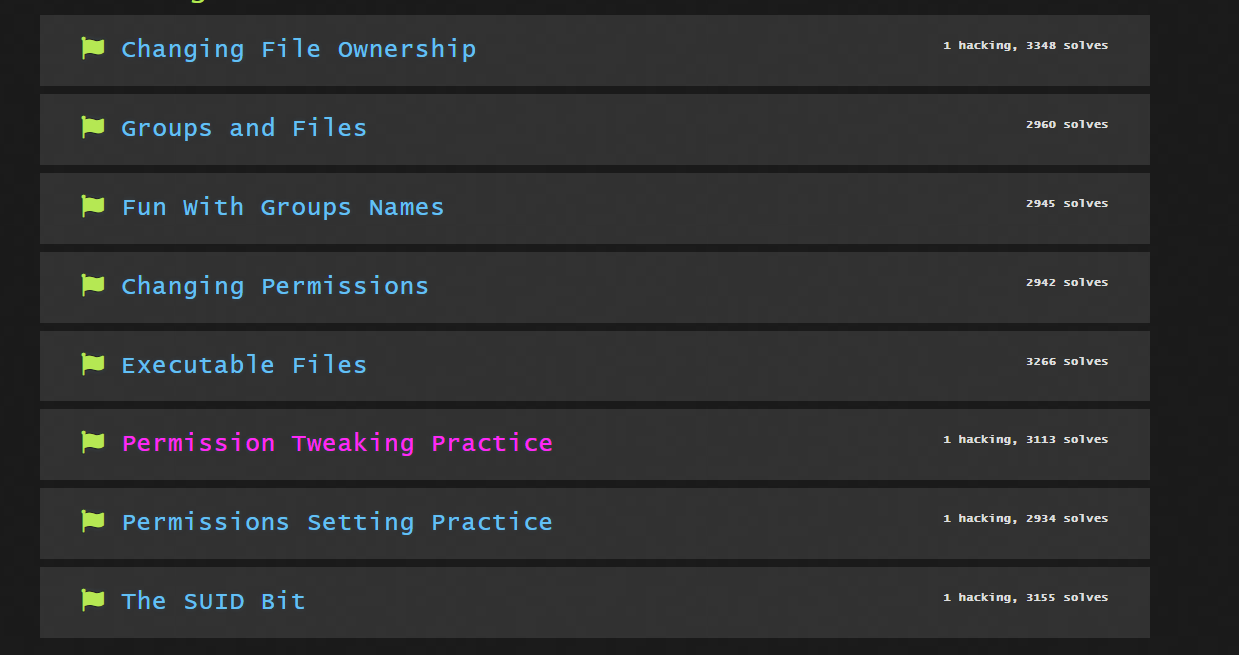 Changing File Ownership 1 hacking, 3348 solves
Groups and Files 2960 solves
Fun With Groups Names 2945 solves
Changing Permissions 2942 solves
Executable Files 3266 solves
Permission Tweaking Practice 1 hacking, 3113 solves
Permissions Setting Practice 1 hacking, 2934 solves
The SUID Bit 1 hacking, 3155 solves